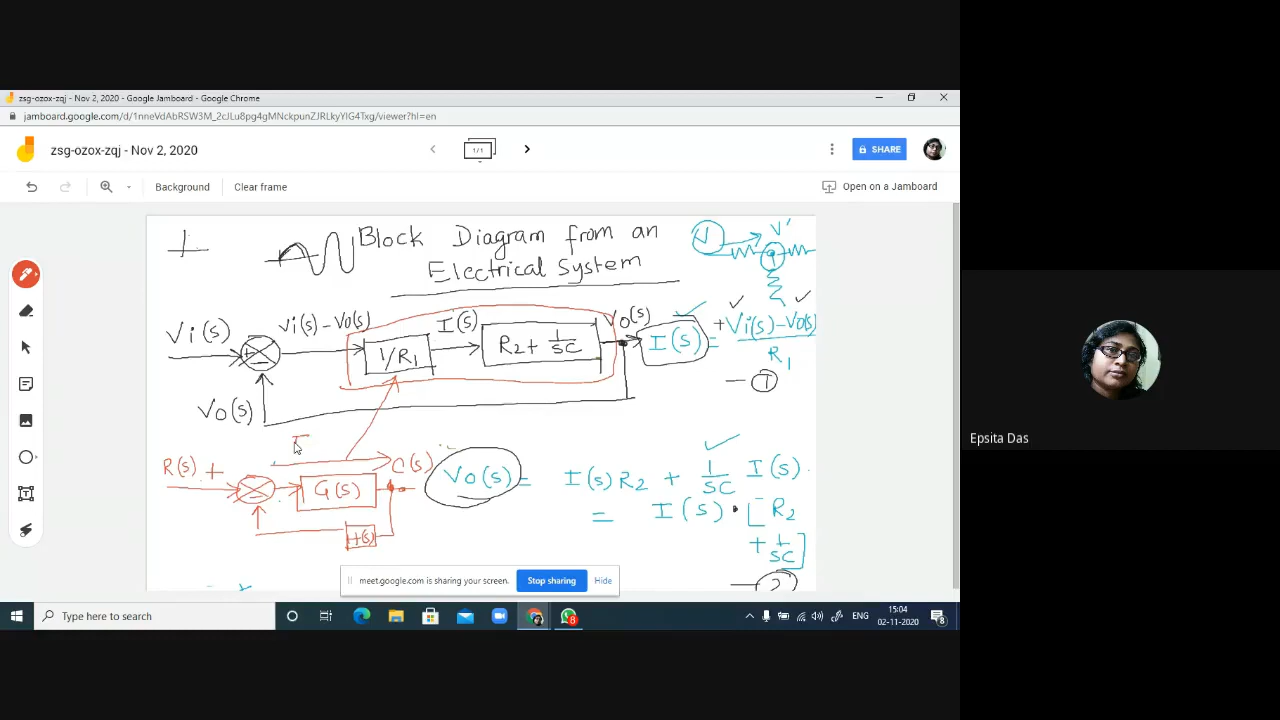 zsg-ozox-zqj - Nov 2, 2020 - Google Jamboard - Google Chrome
jamboard.google.com/d/1nneVdAbRSW3M_2cJLu8pg4gMNckpunZJRLkyYIG4Txg/viewer?hl=en
zsg-ozox-zqj - Nov 2, 2020
1/1
SHARE
Background
Clear frame
Open on a Jamboard
Block Diagram from an
Electrical System
V V'
Vi(s) + − Vi(s)-Vo(s) 1/R1 I(s) R2 + 1/SC Vo(s)
I(s) = +Vi(s)-Vo(s) / R1
— 1
Vo(s)
R(s) + − G(s) C(s)
H(s)
Vo(s) = I(s)R2 + 1/SC I(s)
= I(s) · [R2
+ 1/SC]
— 2
meet.google.com is sharing your screen.
Stop sharing
Hide
Epsita Das
Type here to search
8
ENG
15:04
02-11-2020
8